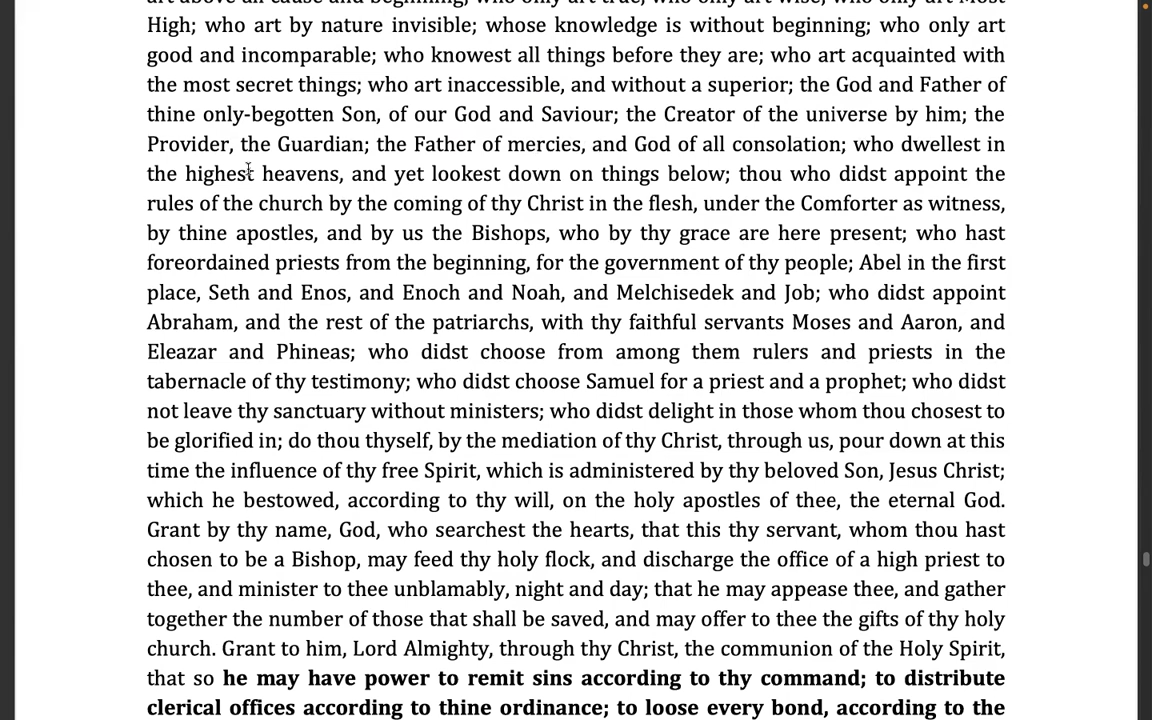 art above all cause and beginning, who only art true, who only art wise, who only art Most
High; who art by nature invisible; whose knowledge is without beginning; who only art
good and incomparable; who knowest all things before they are; who art acquainted with
the most secret things; who art inaccessible, and without a superior; the God and Father of
thine only-begotten Son, of our God and Saviour; the Creator of the universe by him; the
Provider, the Guardian; the Father of mercies, and God of all consolation; who dwellest in
the highest heavens, and yet lookest down on things below; thou who didst appoint the
rules of the church by the coming of thy Christ in the flesh, under the Comforter as witness,
by thine apostles, and by us the Bishops, who by thy grace are here present; who hast
foreordained priests from the beginning, for the government of thy people; Abel in the first
place, Seth and Enos, and Enoch and Noah, and Melchisedek and Job; who didst appoint
Abraham, and the rest of the patriarchs, with thy faithful servants Moses and Aaron, and
Eleazar and Phineas; who didst choose from among them rulers and priests in the
tabernacle of thy testimony; who didst choose Samuel for a priest and a prophet; who didst
not leave thy sanctuary without ministers; who didst delight in those whom thou chosest to
be glorified in; do thou thyself, by the mediation of thy Christ, through us, pour down at this
time the influence of thy free Spirit, which is administered by thy beloved Son, Jesus Christ;
which he bestowed, according to thy will, on the holy apostles of thee, the eternal God.
Grant by thy name, God, who searchest the hearts, that this thy servant, whom thou hast
chosen to be a Bishop, may feed thy holy flock, and discharge the office of a high priest to
thee, and minister to thee unblamably, night and day; that he may appease thee, and gather
together the number of those that shall be saved, and may offer to thee the gifts of thy holy
church. Grant to him, Lord Almighty, through thy Christ, the communion of the Holy Spirit,
that so he may have power to remit sins according to thy command; to distribute
clerical offices according to thine ordinance; to loose every bond, according to the